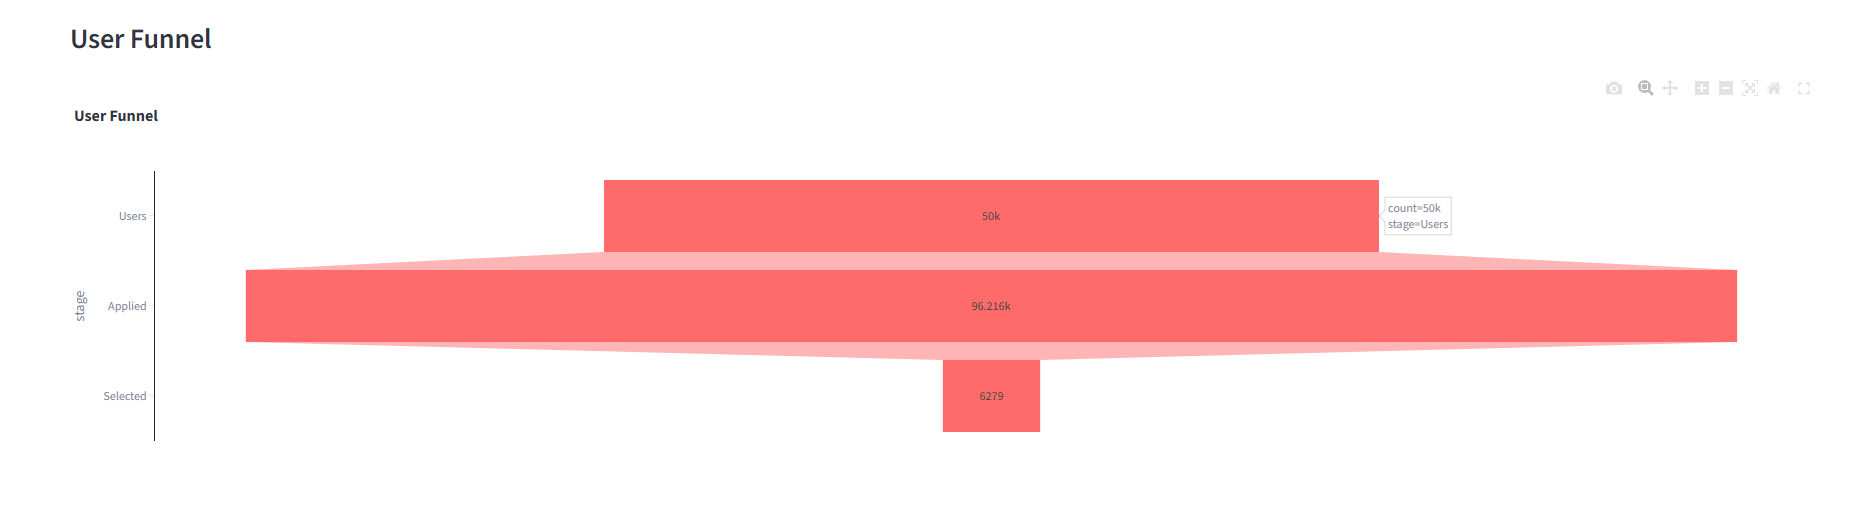 User Funnel
User Funnel
Users
50k
count=50k
stage=Users
stage
Applied
96.216k
Selected
6279